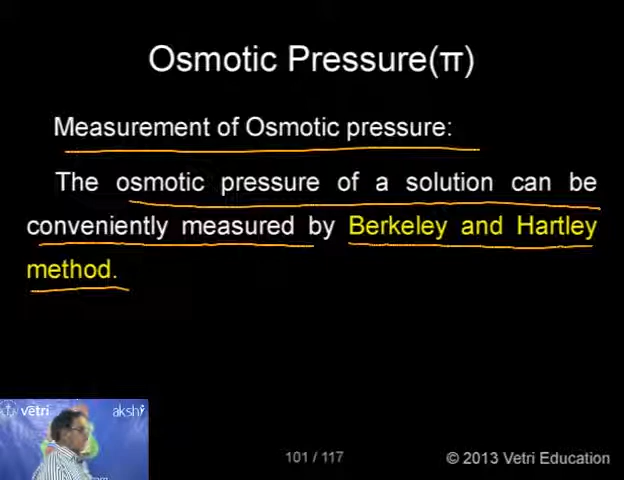 Osmotic Pressure(π)
Measurement of Osmotic pressure:
The osmotic pressure of a solution can be
conveniently measured by Berkeley and Hartley
method.
vetri
akshi
101 / 117
© 2013 Vetri Education